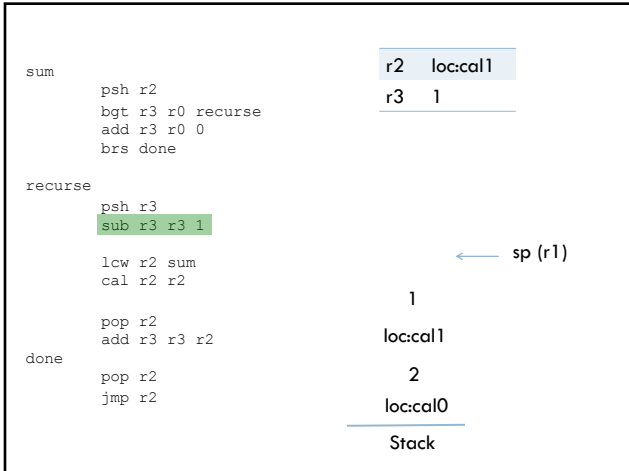 sum
psh r2
bgt r3 r0 recurse
add r3 r0 0
brs done
recurse
psh r3
sub r3 r3 1
lcw r2 sum
cal r2 r2
pop r2
add r3 r3 r2
done
pop r2
jmp r2
r2 loc:cal1
r3 1
sp (r1)
1
loc:cal1
2
loc:cal0
Stack